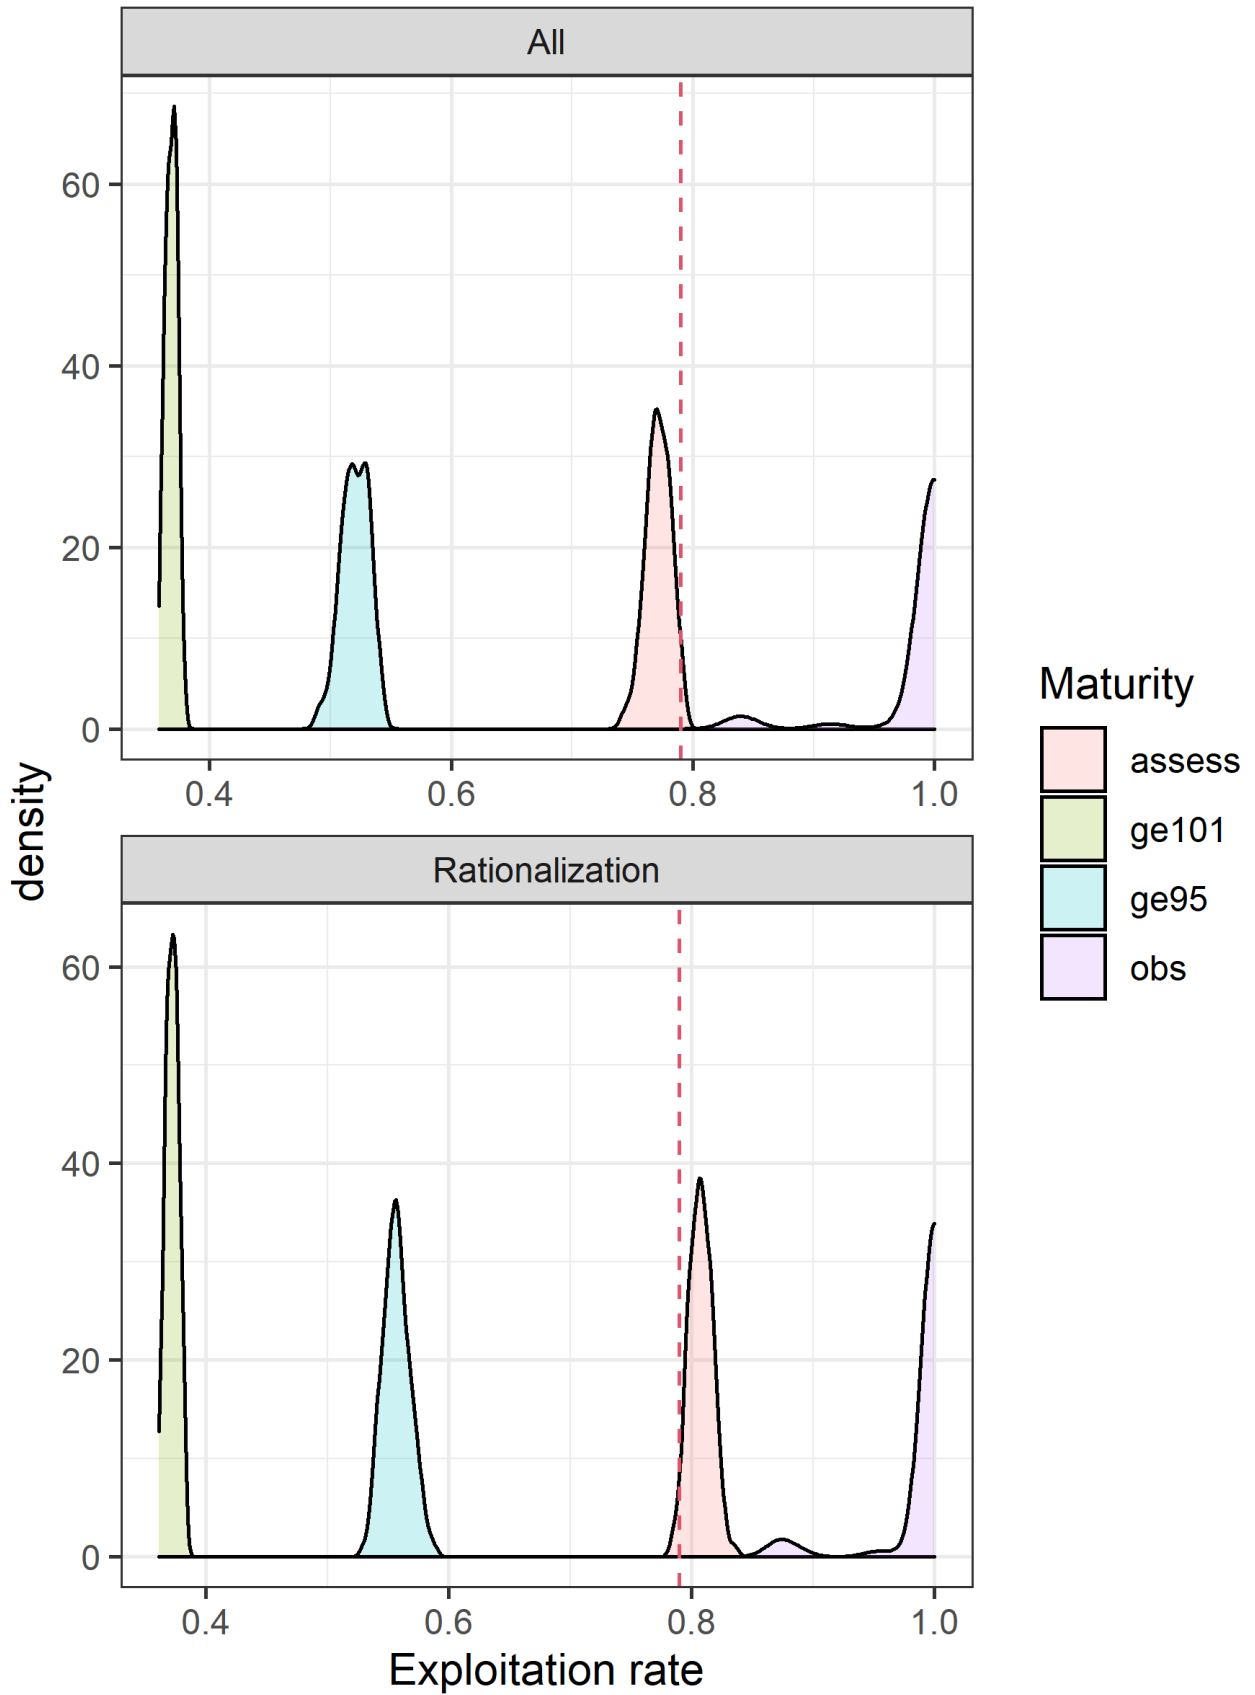 All
60
40
20
0
0.4 0.6 0.8 1.0
Rationalization
60
40
20
0
0.4 0.6 0.8 1.0
Exploitation rate
density
Maturity
assess
ge101
ge95
obs